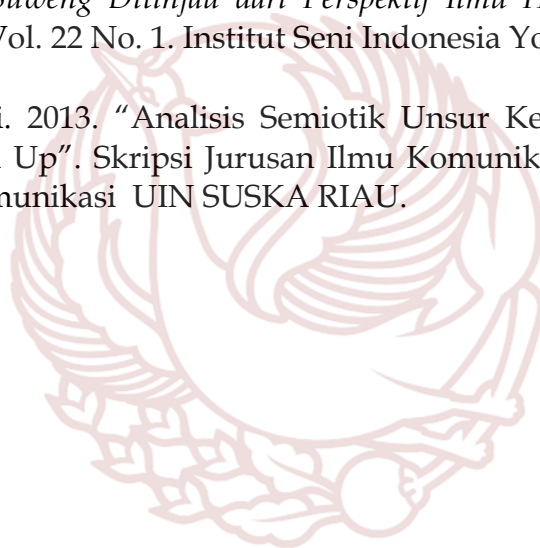 Ditinjau dari Perspektif Ilmu
Vol. 22 No. 1. Institut Seni Indonesia
i. 2013. “Analisis Semiotik Unsur
Up”. Skripsi Jurusan Ilmu
UIN SUSKA RIAU.